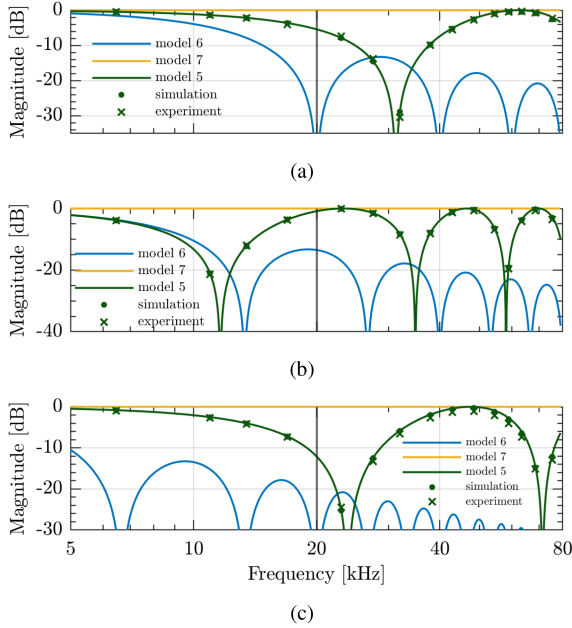 0
-10
-20
-30
Magnitude [dB]
model 6
model 7
model 5
simulation
experiment
(a)
0
-20
-40
Magnitude [dB]
model 6
model 7
model 5
simulation
experiment
(b)
0
-10
-20
-30
Magnitude [dB]
model 6
model 7
model 5
simulation
experiment
5 10 20 40 80
Frequency [kHz]
(c)